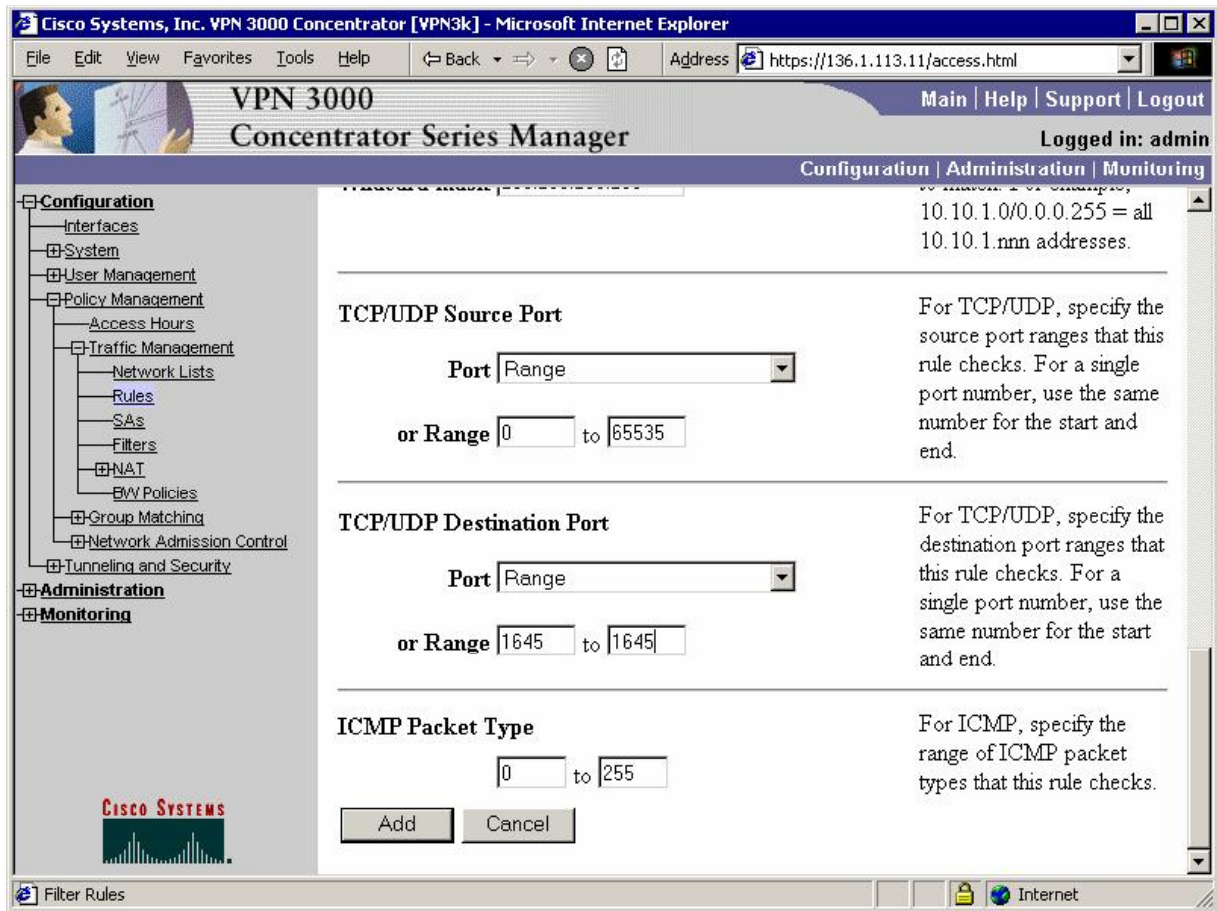 Cisco Systems, Inc. VPN 3000 Concentrator [VPN3k] - Microsoft Internet Explorer
File Edit View Favorites Tools Help Back Address https://136.1.113.11/access.html
VPN 3000
Concentrator Series Manager
Main | Help | Support | Logout
Logged in: admin
Configuration | Administration | Monitoring
Configuration
Interfaces
System
User Management
Policy Management
Access Hours
Traffic Management
Network Lists
Rules
SAs
Filters
NAT
BW Policies
Group Matching
Network Admission Control
Tunneling and Security
Administration
Monitoring
CISCO SYSTEMS
10.10.1.0/0.0.0.255 = all
10.10.1.nnn addresses.
TCP/UDP Source Port
Port Range
or Range 0 to 65535
For TCP/UDP, specify the
source port ranges that this
rule checks. For a single
port number, use the same
number for the start and
end.
TCP/UDP Destination Port
Port Range
or Range 1645 to 1645
For TCP/UDP, specify the
destination port ranges that
this rule checks. For a
single port number, use the
same number for the start
and end.
ICMP Packet Type
0 to 255
For ICMP, specify the
range of ICMP packet
types that this rule checks.
Add Cancel
Filter Rules Internet